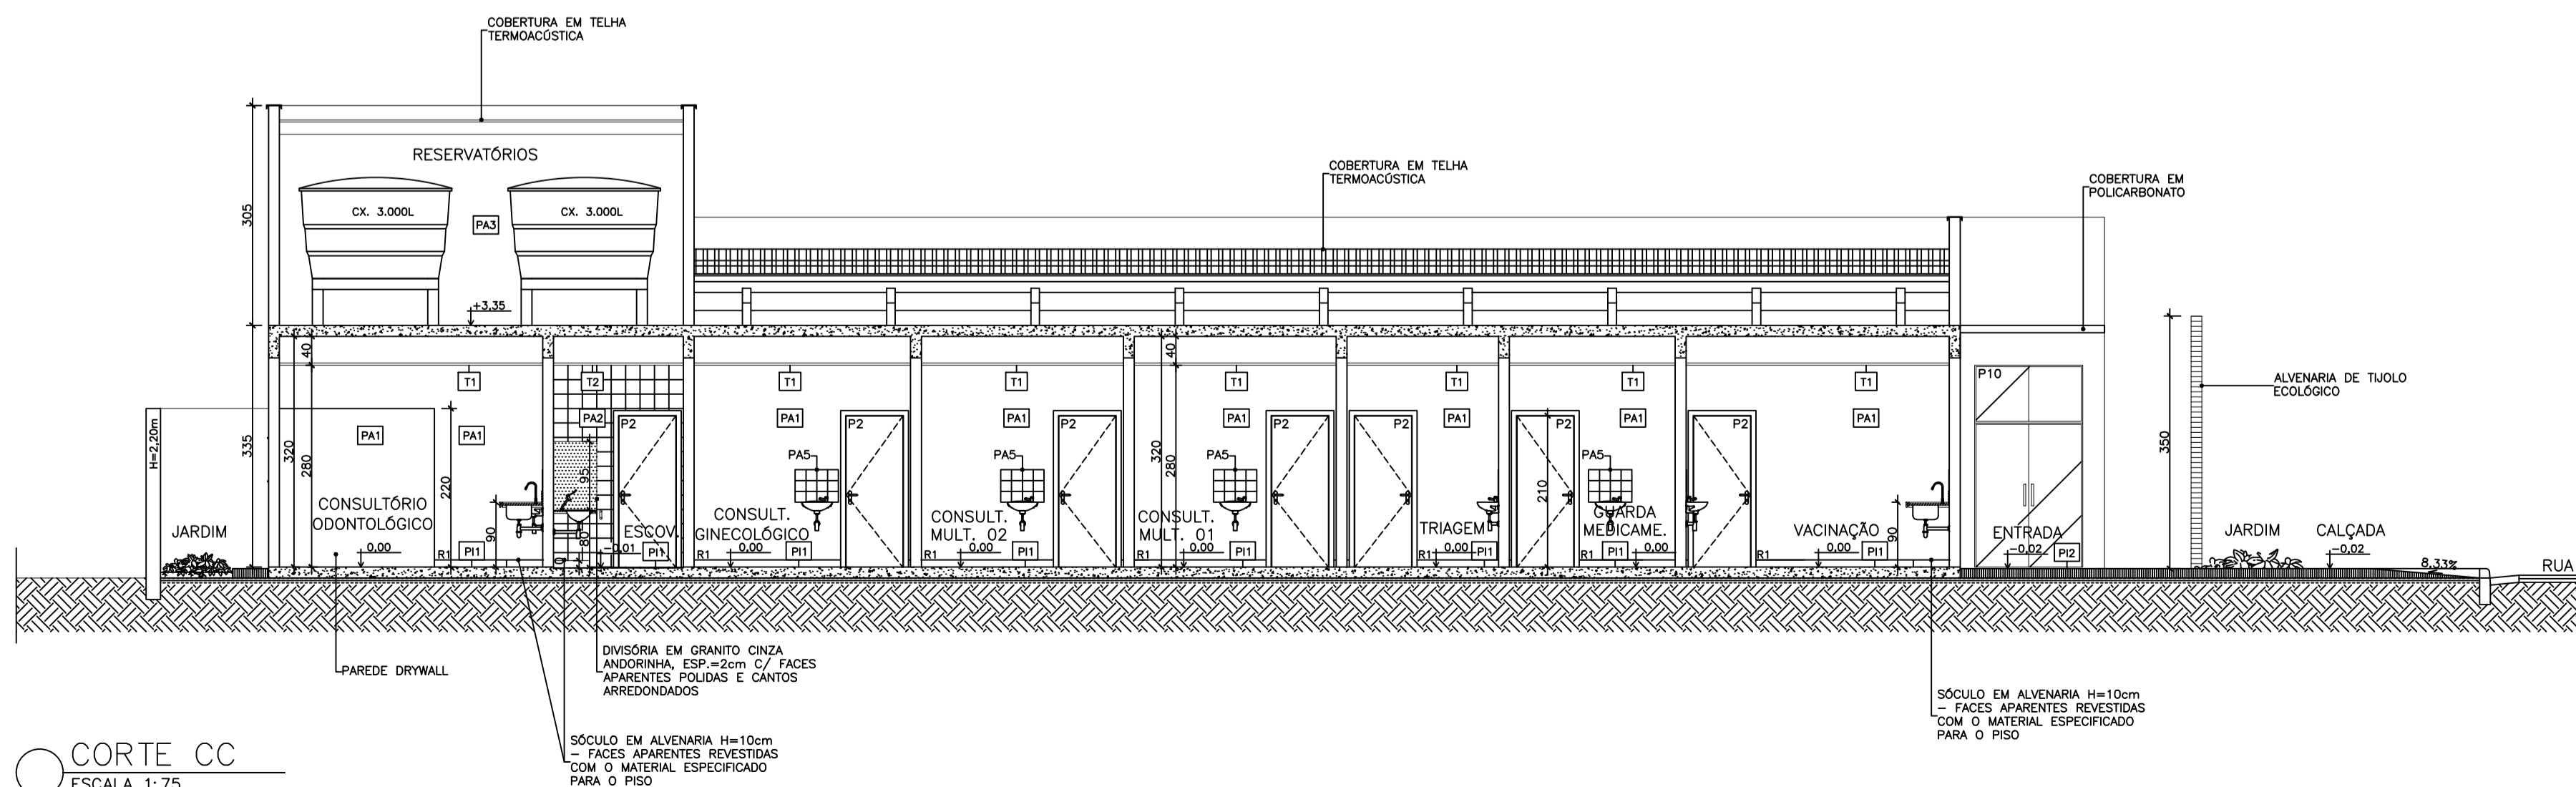 COBERTURA EM TELHA
TERMOACÚSTICA
RESERVATÓRIOS
CX. 3.000L
CX. 3.000L
PA3
305
+3,35
COBERTURA EM TELHA
TERMOACÚSTICA
COBERTURA EM
POLICARBONATO
40
40
T1
T2
T1
T1
T1
T1
T1
T1
P10
ALVENARIA DE TIJOLO
ECOLÓGICO
H=2,20m
335
320
280
PA1
PA1
PA2
P2
PA1
P2
PA1
P2
PA1
P2
P2
PA1
P2
PA1
P2
PA1
320
280
350
220
90
95
80
PA5
PA5
PA5
PA5
210
90
JARDIM
CONSULTÓRIO
ODONTOLÓGICO
ESCOV.
CONSULT.
GINECOLÓGICO
CONSULT.
MULT. 02
CONSULT.
MULT. 01
TRIAGEM
GUARDA
MEDICAME.
VACINAÇÃO
ENTRADA
JARDIM
CALÇADA
RUA
0,00
R1
PI1
-0,01
PI1
R1
0,00
PI1
R1
0,00
PI1
R1
0,00
PI1
R1
0,00
PI1
R1
PI1
0,00
R1
0,00
PI1
-0,02
PI2
-0,02
8.33%
PAREDE DRYWALL
DIVISÓRIA EM GRANITO CINZA
ANDORINHA, ESP.=2cm C/ FACES
APARENTES POLIDAS E CANTOS
ARREDONDADOS
SÓCULO EM ALVENARIA H=10cm
- FACES APARENTES REVESTIDAS
COM O MATERIAL ESPECIFICADO
PARA O PISO
SÓCULO EM ALVENARIA H=10cm
- FACES APARENTES REVESTIDAS
COM O MATERIAL ESPECIFICADO
PARA O PISO
CORTE CC
ESCALA 1:75